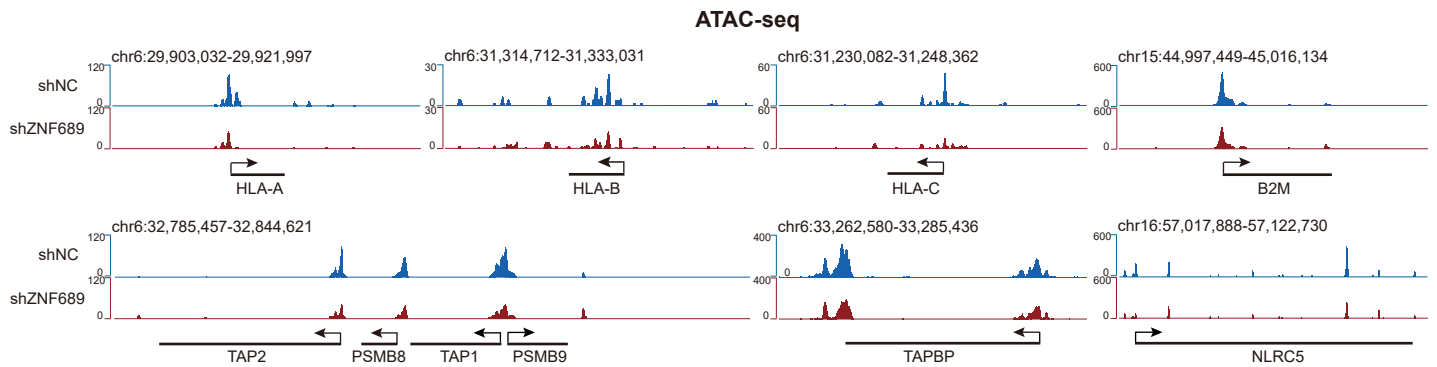 ATAC-seq
chr6:29,903,032-29,921,997
chr6:31,314,712-31,333,031
chr6:31,230,082-31,248,362
chr15:44,997,449-45,016,134
120
30
60
600
shNC
0
0
0
0
120
30
60
600
shZNF689
0
0
0
0
HLA-A
HLA-B
HLA-C
B2M
chr6:32,785,457-32,844,621
chr6:33,262,580-33,285,436
chr16:57,017,888-57,122,730
120
400
600
shNC
0
0
0
120
400
600
shZNF689
0
0
0
TAP2
PSMB8
TAP1
PSMB9
TAPBP
NLRC5